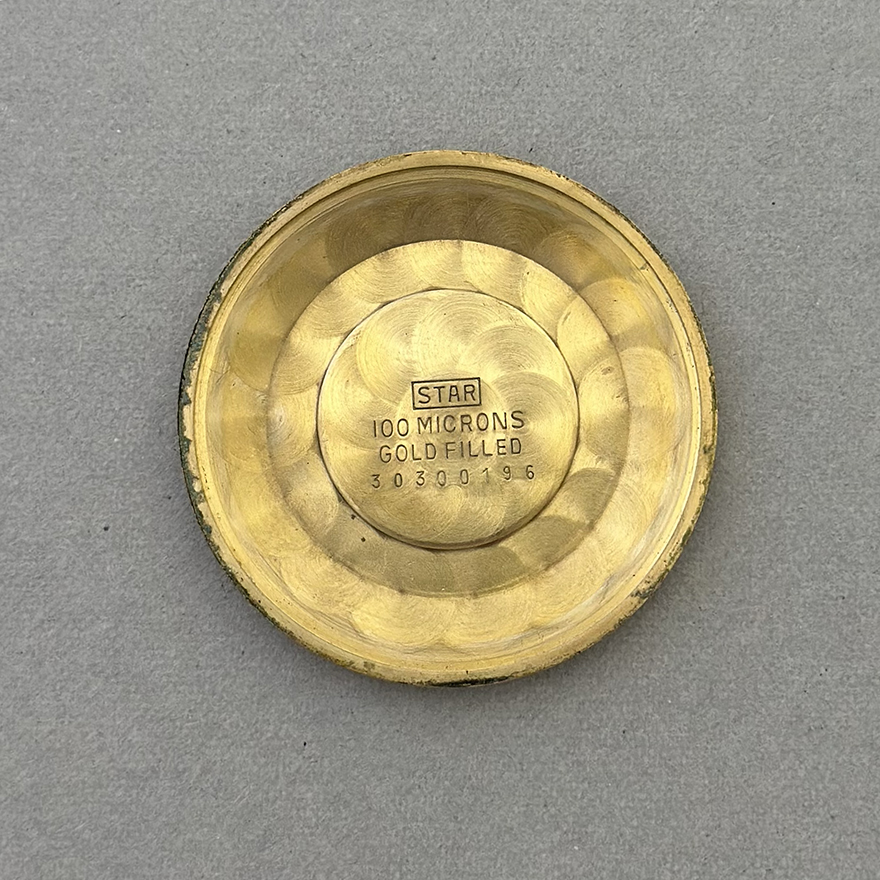 STAR
100 MICRONS
GOLD FILLED
30300196